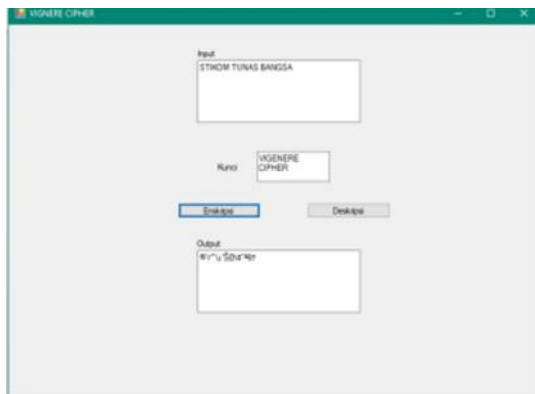 VIGNERE CIPHER
Input
STIKOM TUNAS BANGSA
Kunci
VIGENERE
CIPHER
Enskripsi
Deskripsi
Output